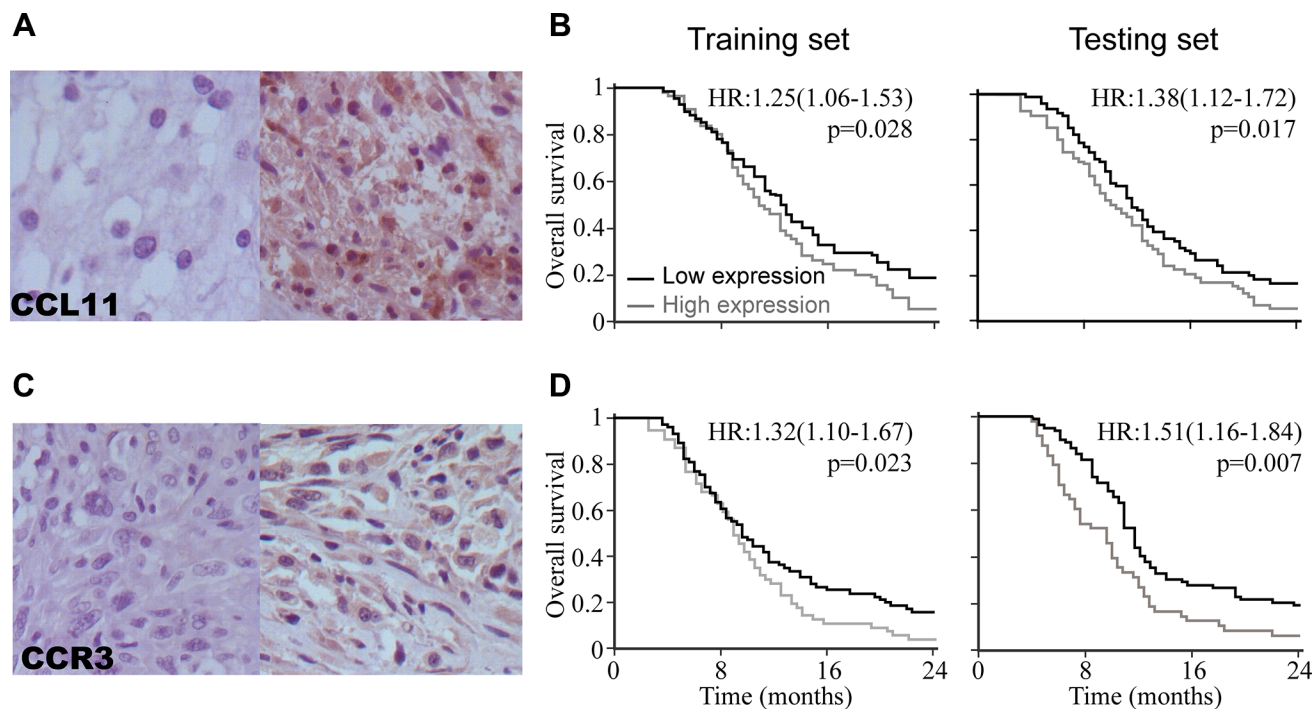 A
B
Training set
Testing set
CCL11
Overall survival
1
0.8
0.6
0.4
0.2
0
HR:1.25(1.06-1.53)
p=0.028
Low expression
High expression
HR:1.38(1.12-1.72)
p=0.017
C
D
CCR3
Overall survival
1
0.8
0.6
0.4
0.2
0
HR:1.32(1.10-1.67)
p=0.023
0 8 16 24
Time (months)
HR:1.51(1.16-1.84)
p=0.007
0 8 16 24
Time (months)